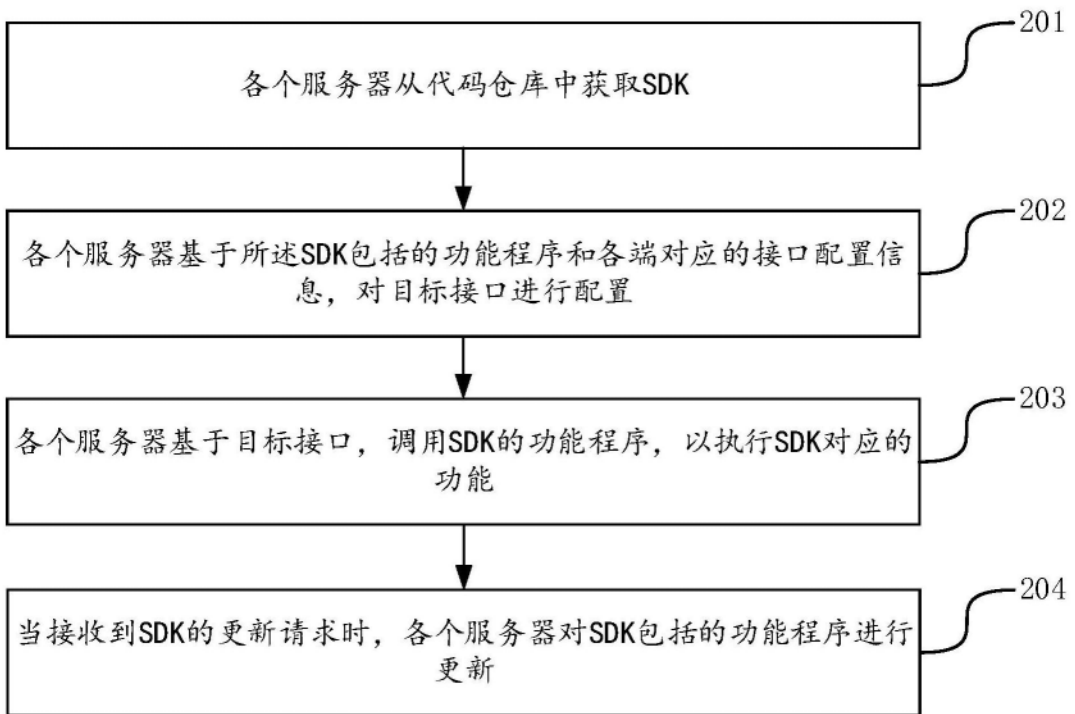 201
各个服务器从代码仓库中获取SDK
202
各个服务器基于所述SDK包括的功能程序和各端对应的接口配置信
息，对目标接口进行配置
203
各个服务器基于目标接口，调用SDK的功能程序，以执行SDK对应的
功能
204
当接收到SDK的更新请求时，各个服务器对SDK包括的功能程序进行
更新